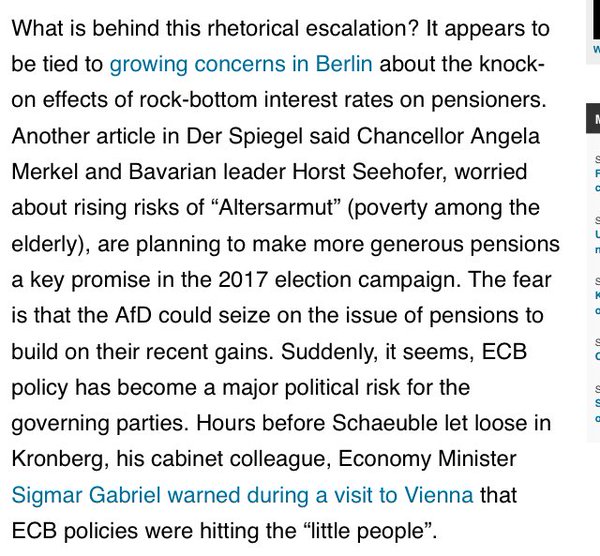 What is behind this rhetorical escalation? It appears to
be tied to growing concerns in Berlin about the knock-
on effects of rock-bottom interest rates on pensioners.
Another article in Der Spiegel said Chancellor Angela
Merkel and Bavarian leader Horst Seehofer, worried
about rising risks of “Altersarmut” (poverty among the
elderly), are planning to make more generous pensions
a key promise in the 2017 election campaign. The fear
is that the AfD could seize on the issue of pensions to
build on their recent gains. Suddenly, it seems, ECB
policy has become a major political risk for the
governing parties. Hours before Schaeuble let loose in
Kronberg, his cabinet colleague, Economy Minister
Sigmar Gabriel warned during a visit to Vienna that
ECB policies were hitting the “little people”.